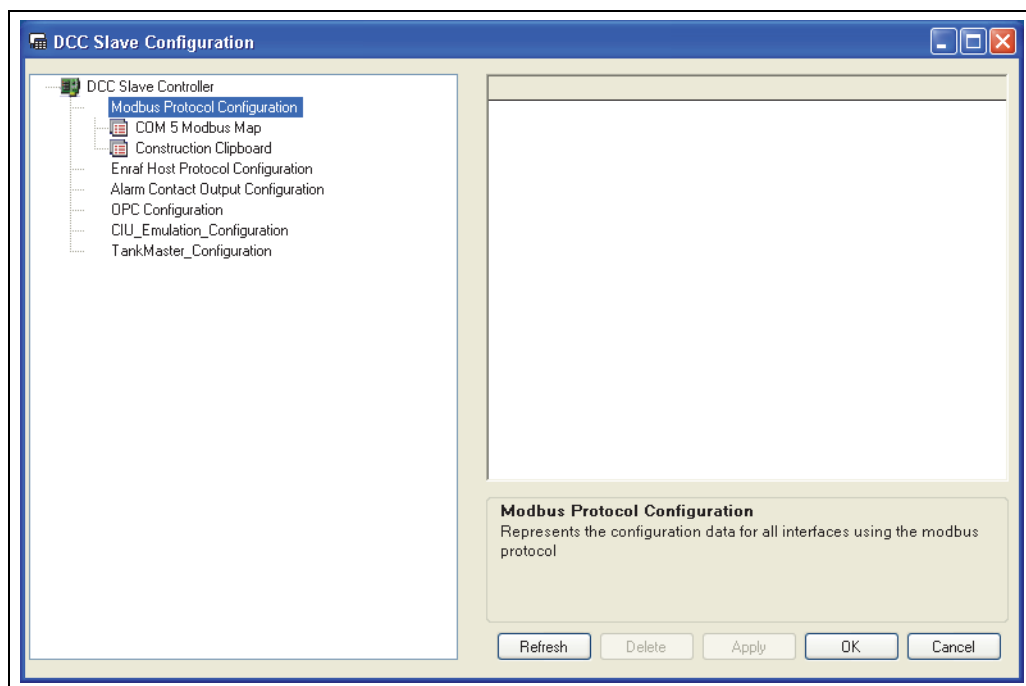 DCC Slave Configuration
DCC Slave Controller
Modbus Protocol Configuration
COM 5 Modbus Map
Construction Clipboard
Enraf Host Protocol Configuration
Alarm Contact Output Configuration
OPC Configuration
CIU_Emulation_Configuration
TankMaster_Configuration
Modbus Protocol Configuration
Represents the configuration data for all interfaces using the modbus
protocol
Refresh Delete Apply OK Cancel